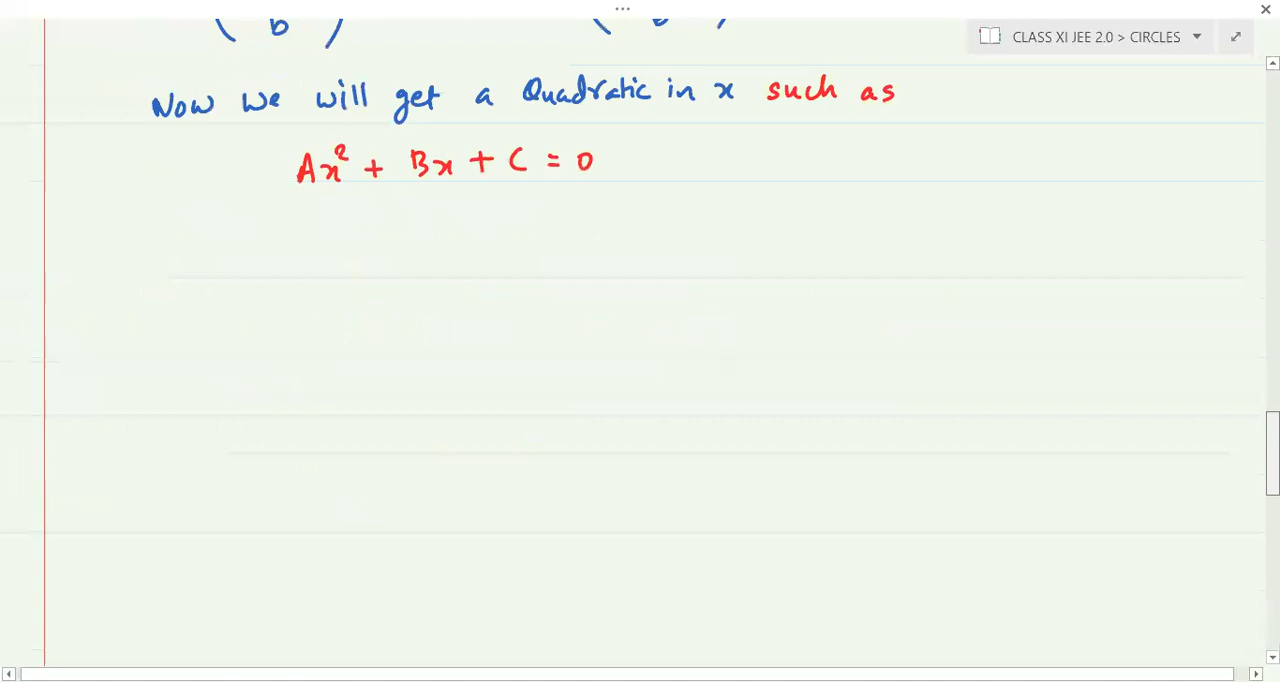 CLASS XI JEE 2.0 > CIRCLES
Now we will get a Quadratic in x such as
Ax² + Bx + C = 0